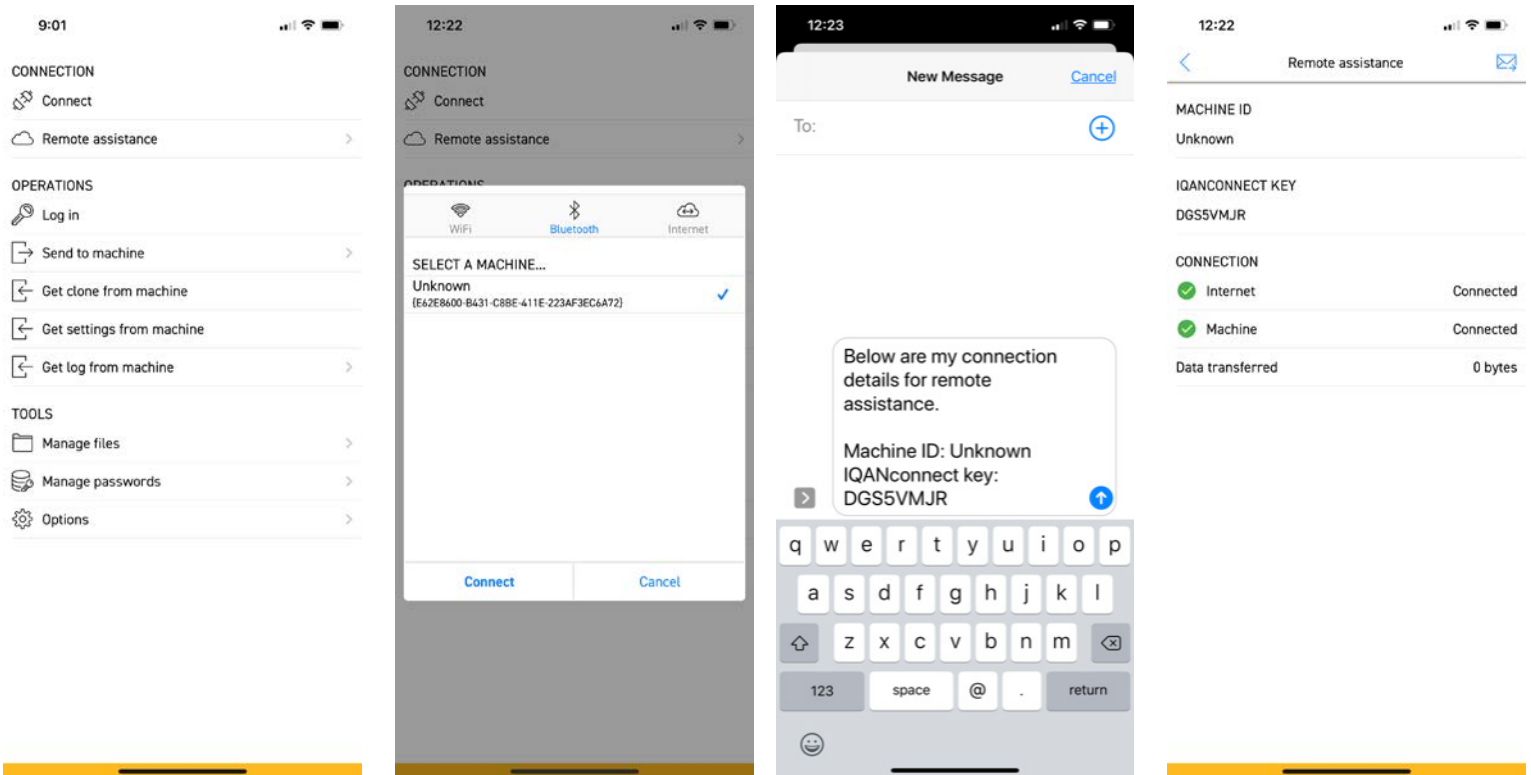 9:01
CONNECTION
Connect
Remote assistance
OPERATIONS
Log in
Send to machine
Get clone from machine
Get settings from machine
Get log from machine
TOOLS
Manage files
Manage passwords
Options
12:22
CONNECTION
Connect
Remote assistance
OPERATIONS
WiFi Bluetooth Internet
SELECT A MACHINE...
Unknown
{E62E8600-B431-C8BE-411E-223AF3EC6A72}
Connect Cancel
12:23
New Message Cancel
To:
Below are my connection
details for remote
assistance.
Machine ID: Unknown
IQANconnect key:
DGS5VMJR
q w e r t y u i o p
a s d f g h j k l
z x c v b n m
123 space @ . return
12:22
Remote assistance
MACHINE ID
Unknown
IQANCONNECT KEY
DGS5VMJR
CONNECTION
Internet Connected
Machine Connected
Data transferred 0 bytes